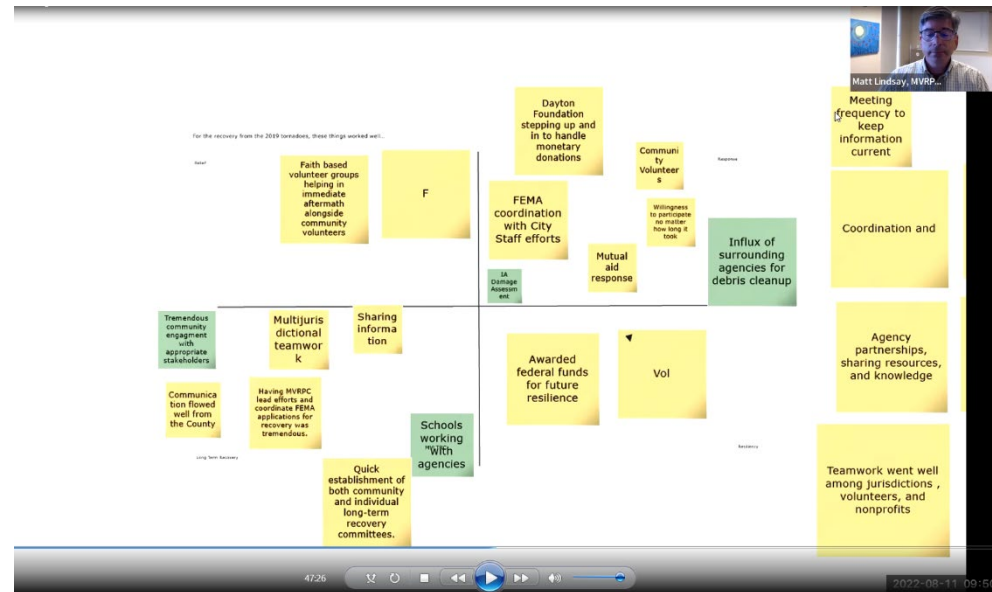 Matt Lindsay, MVRP...
For the recovery from the 2019 tornadoes, these things worked well...
Relief
Response
Faith based
volunteer groups
helping in
immediate
aftermath
alongside
community
volunteers
F
Dayton
Foundation
stepping up and
in to handle
monetary
donations
Communi
ty
Volunteer
s
FEMA
coordination
with City
Staff efforts
Willingness
to participate
no matter
how long it
took
Mutual
aid
response
IA
Damage
Assessm
ent
Influx of
surrounding
agencies for
debris cleanup
Meeting
frequency to
keep
information
current
Coordination and
Agency
partnerships,
sharing resources,
and knowledge
Teamwork went well
among jurisdictions ,
volunteers, and
nonprofits
Tremendous
community
engagment
with
appropriate
stakeholders
Multijuris
dictional
teamwor
k
Sharing
informa
tion
Communica
tion flowed
well from
the County
Having MVRPC
lead efforts and
coordinate FEMA
applications for
recovery was
tremendous.
Schools
working
with
agencies
Quick
establishment of
both community
and individual
long-term
recovery
committees.
Long Term Recovery
Awarded
federal funds
for future
resilience
Vol
Resiliency
47:26
2022-08-11 09:50